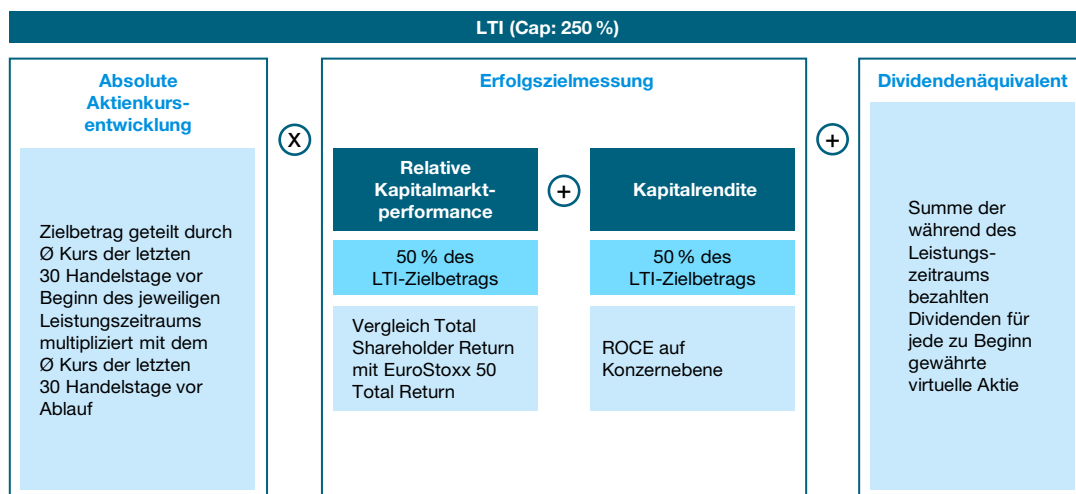 LTI (Cap: 250 %)
Absolute
Aktienkurs-
entwicklung
Zielbetrag geteilt durch
Ø Kurs der letzten
30 Handelstage vor
Beginn des jeweiligen
Leistungszeitraums
multipliziert mit dem
Ø Kurs der letzten
30 Handelstage vor
Ablauf
X
Erfolgszielmessung
Relative
Kapitalmarkt-
performance
50 % des
LTI-Zielbetrags
Vergleich Total
Shareholder Return
mit EuroStoxx 50
Total Return
+
Kapitalrendite
50 % des
LTI-Zielbetrags
ROCE auf
Konzernebene
+
Dividendenäquivalent
Summe der
während des
Leistungs-
zeitraums
bezahlten
Dividenden für
jede zu Beginn
gewährte
virtuelle Aktie